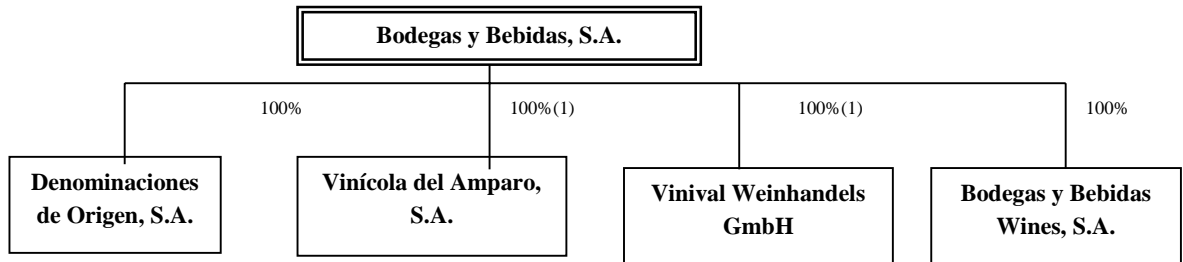 Bodegas y Bebidas, S.A.
100%
100%(1)
100%(1)
100%
Denominaciones
de Origen, S.A.
Vinícola del Amparo,
S.A.
Vinival Weinhandels
GmbH
Bodegas y Bebidas
Wines, S.A.